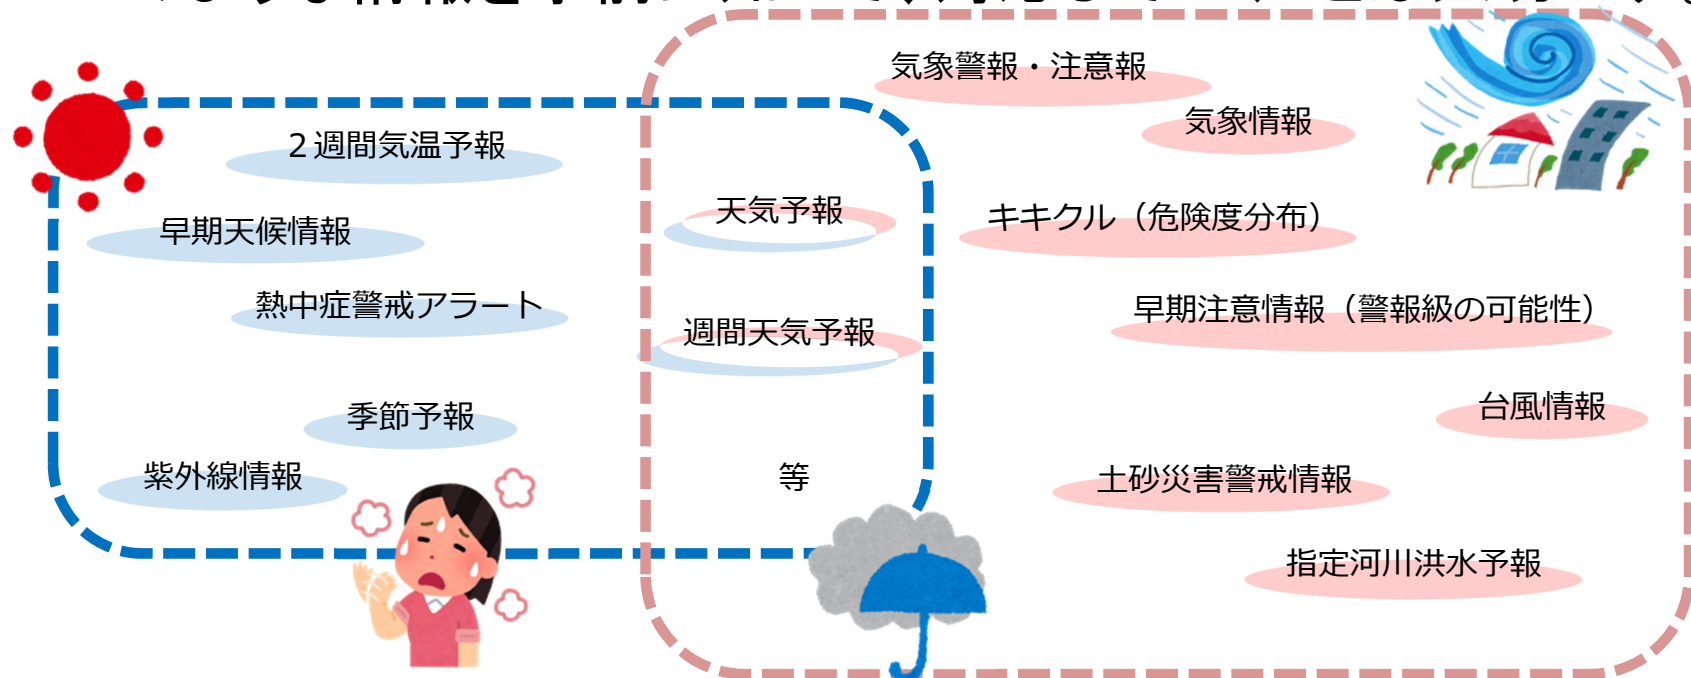 気象警報・注意報
気象情報
２週間気温予報
天気予報
キキクル（危険度分布）
早期天候情報
熱中症警戒アラート
週間天気予報
早期注意情報（警報級の可能性）
季節予報
台風情報
紫外線情報
等
土砂災害警戒情報
指定河川洪水予報